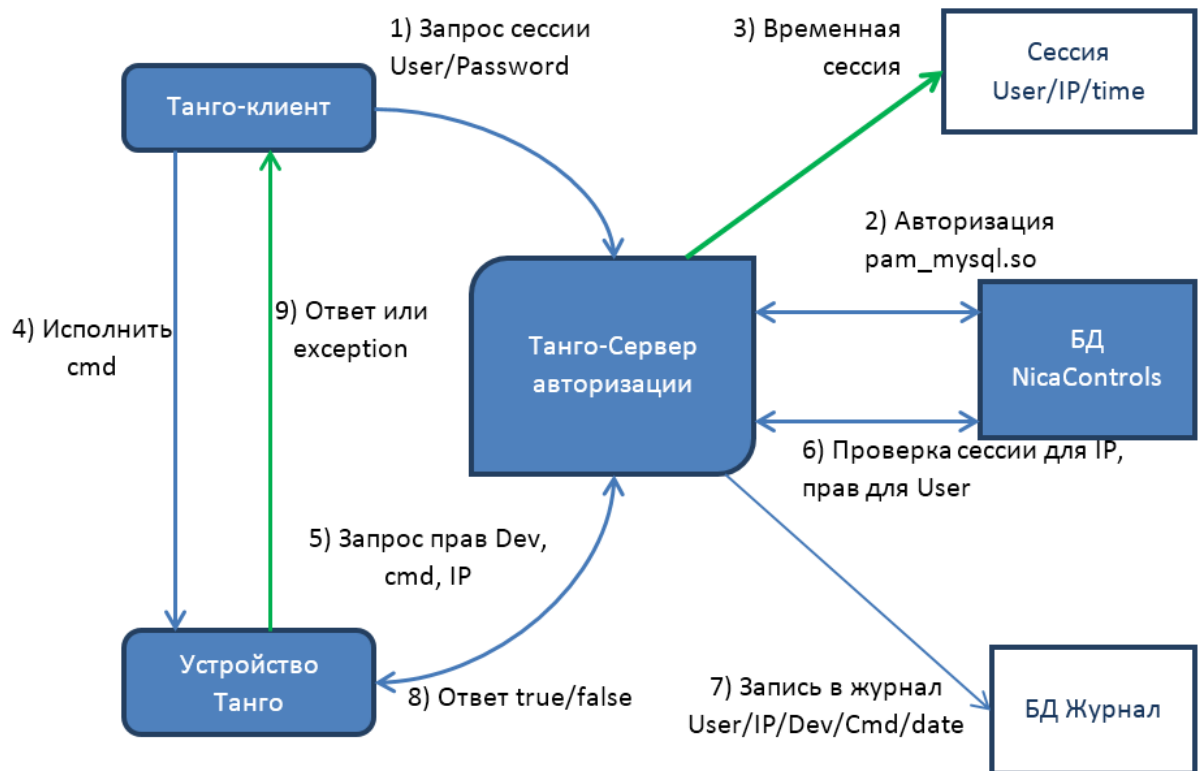 1) Запрос сессии
User/Password
3) Временная
сессия
Сессия
User/IP/time
Танго-клиент
2) Авторизация
pam_mysql.so
4) Исполнить
cmd
9) Ответ или
exception
Танго-Сервер
авторизации
БД
NicaControls
6) Проверка сессии для IP,
прав для User
5) Запрос прав Dev,
cmd, IP
Устройство
Танго
8) Ответ true/false
7) Запись в журнал
User/IP/Dev/Cmd/date
БД Журнал